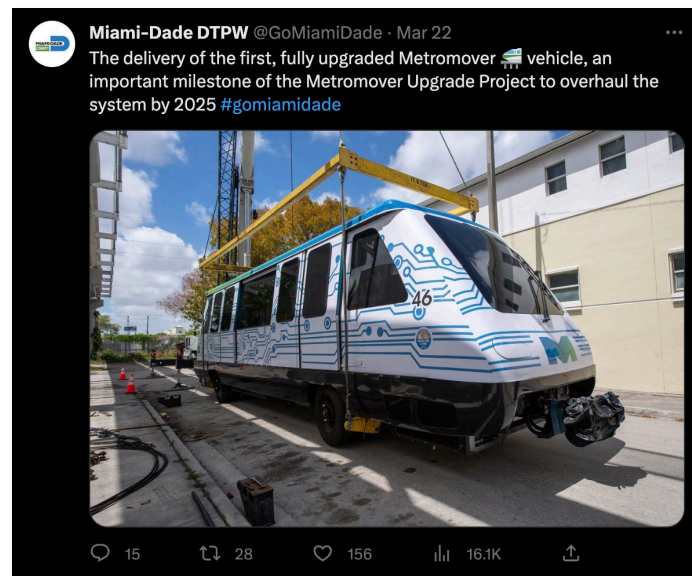 Miami-Dade DTPW @GoMiamiDade · Mar 22
The delivery of the first, fully upgraded Metromover 🚈 vehicle, an
important milestone of the Metromover Upgrade Project to overhaul the
system by 2025 #gomiamidade
46
15 28 156 16.1K